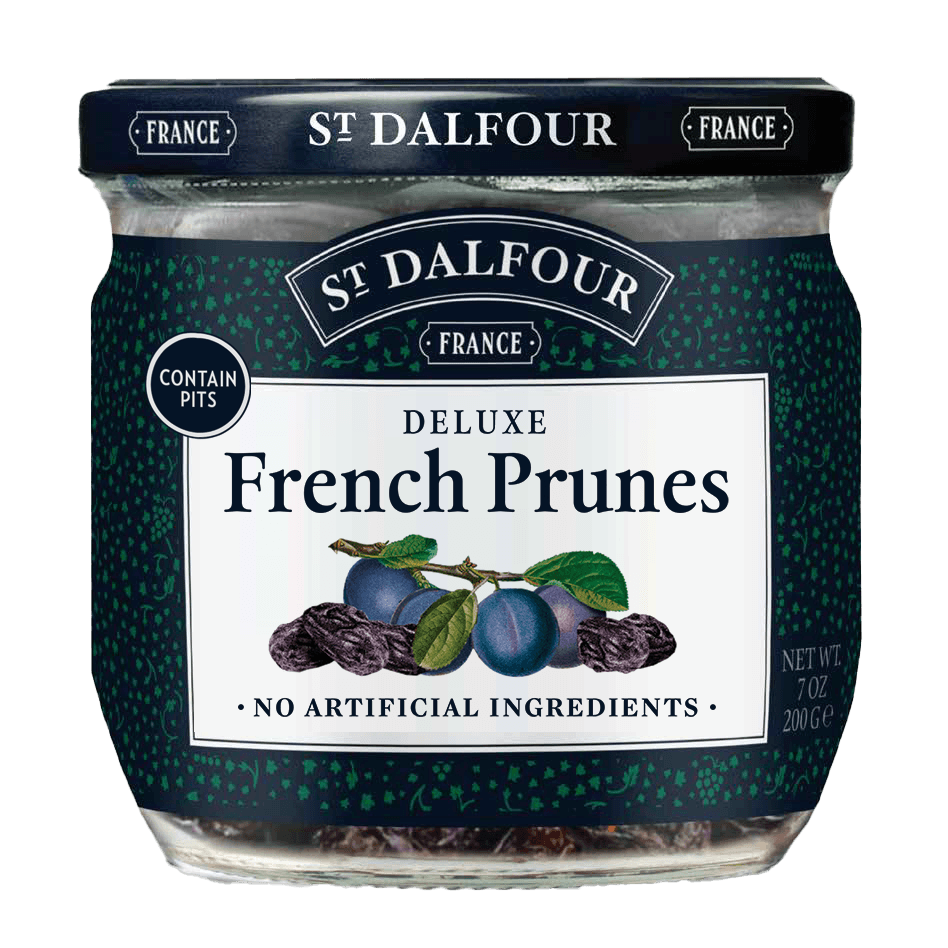 · FRANCE ·
ST DALFOUR
· FRANCE ·
ST DALFOUR
· FRANCE ·
CONTAIN
PITS
DELUXE
French Prunes
· NO ARTIFICIAL INGREDIENTS ·
NET WT.
7 OZ
200 G ℮